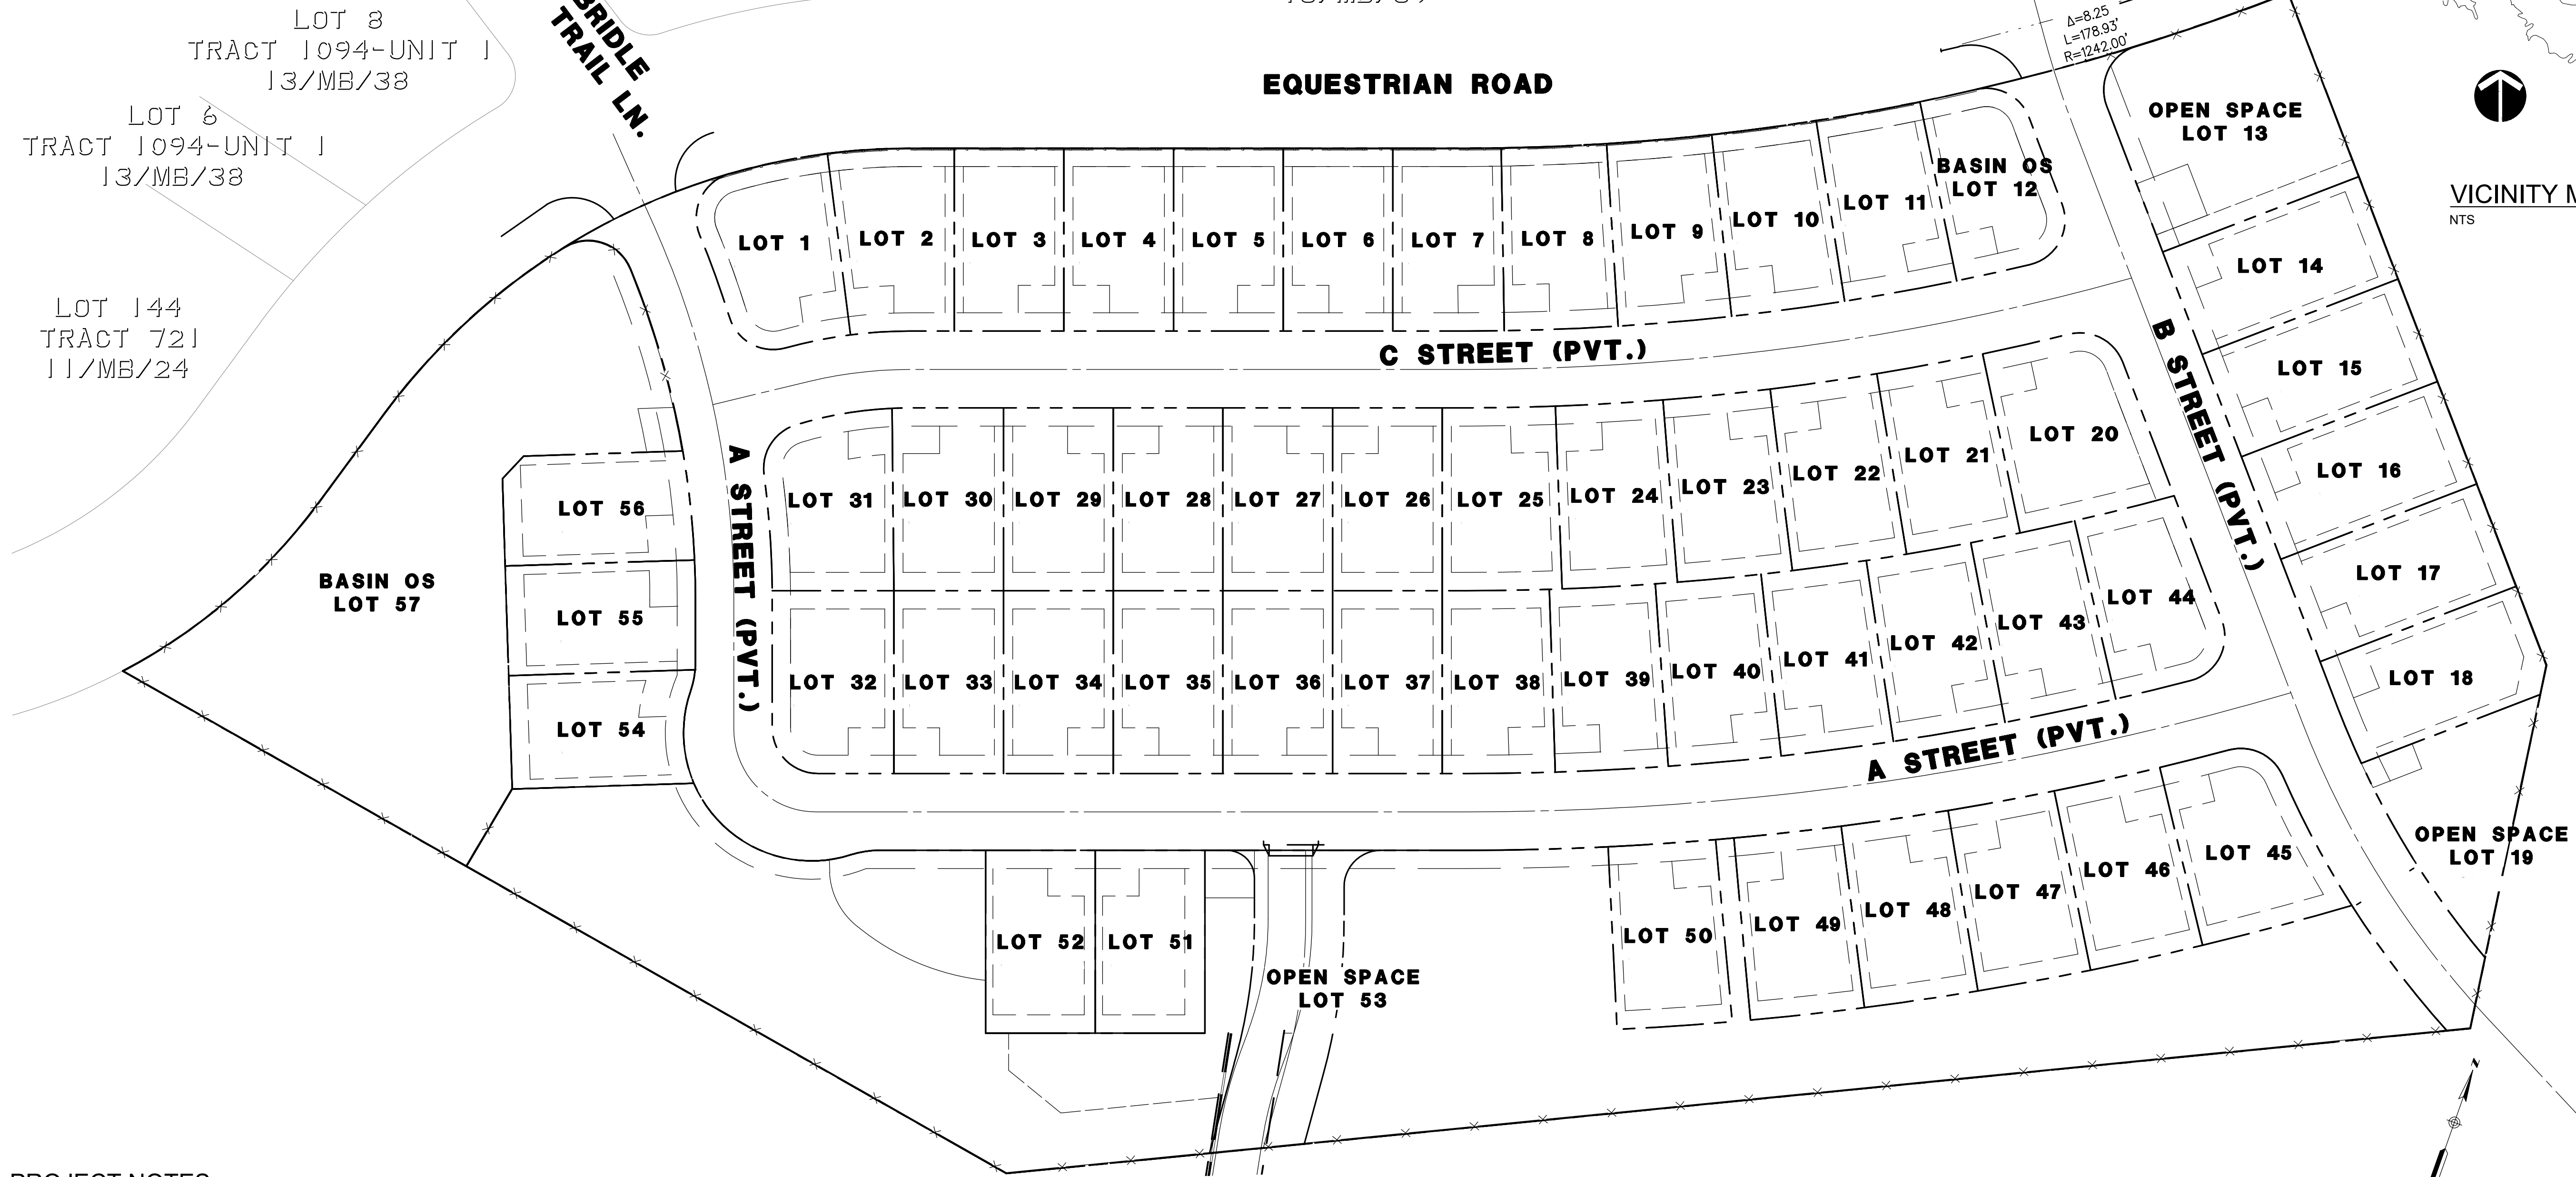 LOT 8
TRACT 1094-UNIT 1
13/MB/38
LOT 6
TRACT 1094-UNIT 1
13/MB/38
LOT 144
TRACT 721
11/MB/24
BRIDLE
TRAIL LN.
EQUESTRIAN ROAD
Δ=8.25
L=178.93'
R=1242.00'
OPEN SPACE
LOT 13
VICINITY M
NTS
LOT 1
LOT 2
LOT 3
LOT 4
LOT 5
LOT 6
LOT 7
LOT 8
LOT 9
LOT 10
LOT 11
BASIN OS
LOT 12
LOT 14
LOT 15
LOT 16
LOT 17
LOT 18
C STREET (PVT.)
B STREET (PVT.)
A STREET (PVT.)
LOT 31
LOT 30
LOT 29
LOT 28
LOT 27
LOT 26
LOT 25
LOT 24
LOT 23
LOT 22
LOT 21
LOT 20
LOT 56
LOT 55
LOT 54
BASIN OS
LOT 57
LOT 32
LOT 33
LOT 34
LOT 35
LOT 36
LOT 37
LOT 38
LOT 39
LOT 40
LOT 41
LOT 42
LOT 43
LOT 44
A STREET (PVT.)
LOT 52
LOT 51
OPEN SPACE
LOT 53
LOT 50
LOT 49
LOT 48
LOT 47
LOT 46
LOT 45
OPEN SPACE
LOT 19
N
PROJECT NOTES